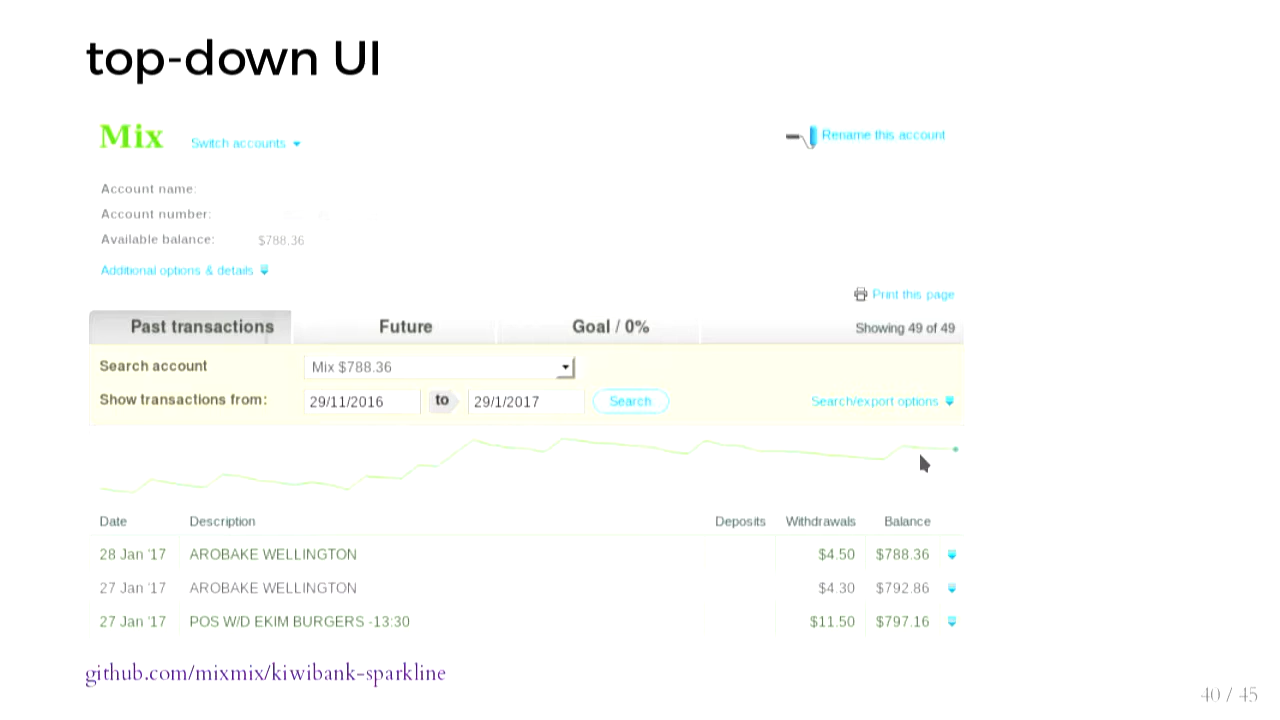 top-down UI
Mix Switch accounts Rename this account
Account name:
Account number:
Available balance: $788.36
Additional options & details
Print this page
Past transactions Future Goal / 0% Showing 49 of 49
Search account Mix $788.36
Show transactions from: 29/11/2016 to 29/1/2017 Search Search/export options
Date Description Deposits Withdrawals Balance
28 Jan '17 AROBAKE WELLINGTON $4.50 $788.36
27 Jan '17 AROBAKE WELLINGTON $4.30 $792.86
27 Jan '17 POS W/D EKIM BURGERS -13:30 $11.50 $797.16
github.com/mixmix/kiwibank-sparkline
40 / 45